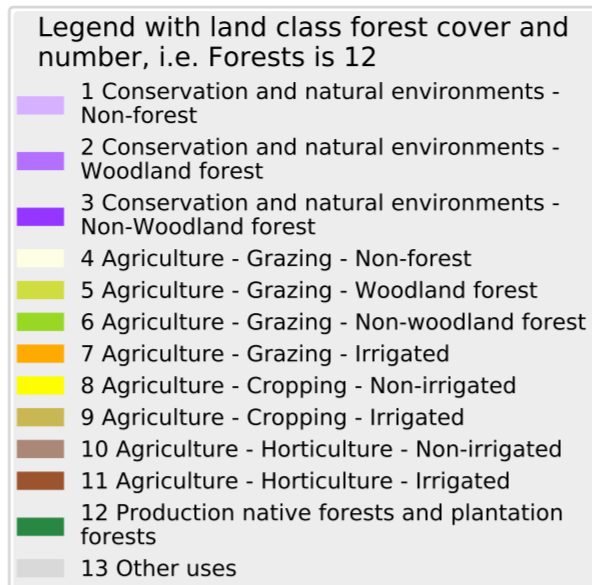 Legend with land class forest cover and
number, i.e. Forests is 12
1 Conservation and natural environments -
Non-forest
2 Conservation and natural environments -
Woodland forest
3 Conservation and natural environments -
Non-Woodland forest
4 Agriculture - Grazing - Non-forest
5 Agriculture - Grazing - Woodland forest
6 Agriculture - Grazing - Non-woodland forest
7 Agriculture - Grazing - Irrigated
8 Agriculture - Cropping - Non-irrigated
9 Agriculture - Cropping - Irrigated
10 Agriculture - Horticulture - Non-irrigated
11 Agriculture - Horticulture - Irrigated
12 Production native forests and plantation
forests
13 Other uses